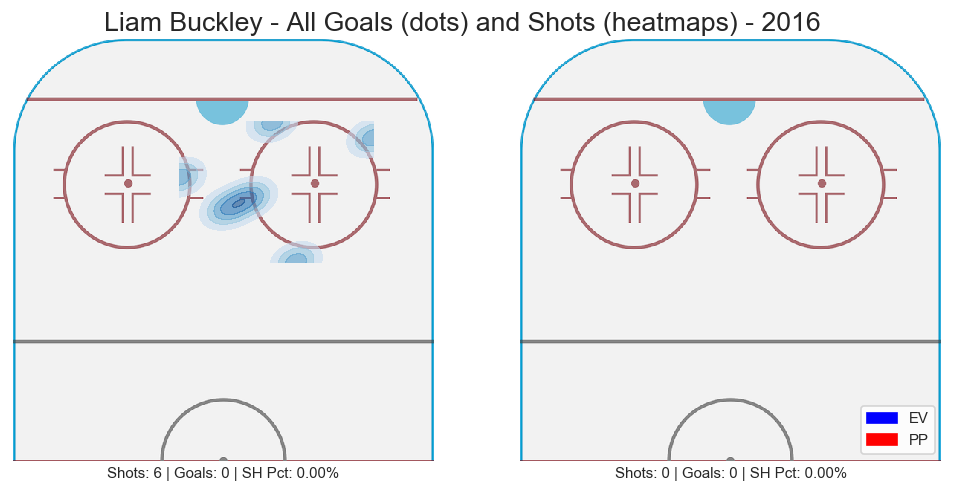 Liam Buckley - All Goals (dots) and Shots (heatmaps) - 2016
EV
PP
Shots: 6 | Goals: 0 | SH Pct: 0.00%
Shots: 0 | Goals: 0 | SH Pct: 0.00%